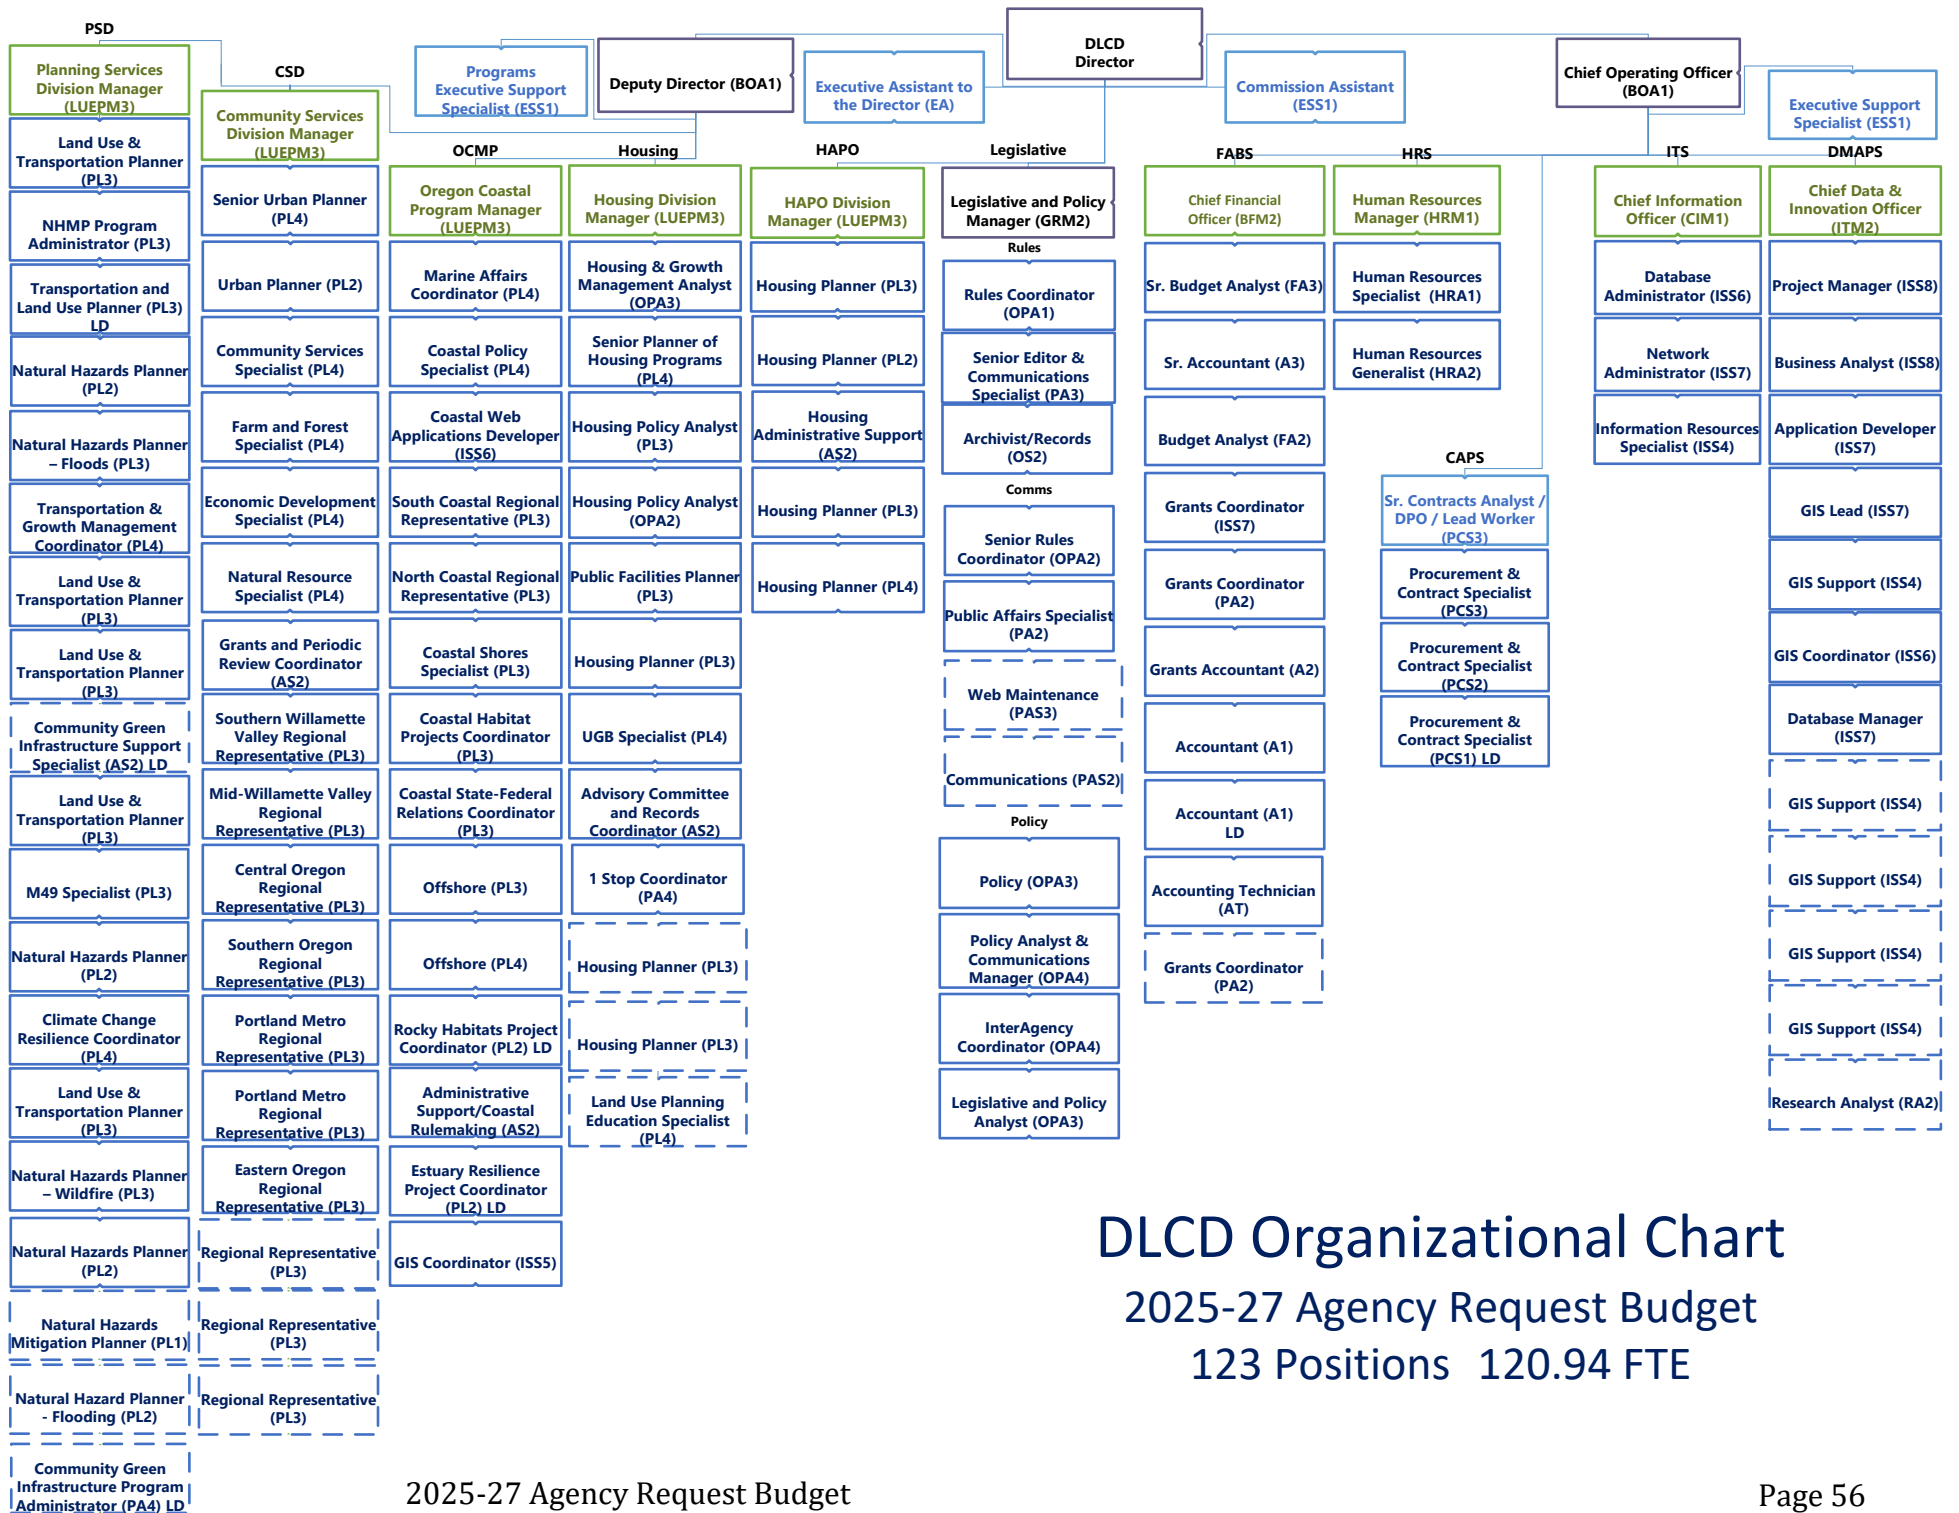 PSD
Planning Services
Division Manager
(LUEPM3)
Land Use &
Transportation Planner
(PL3)
NHMP Program
Administrator (PL3)
Transportation and
Land Use Planner (PL3)
LD
Natural Hazards Planner
(PL2)
Natural Hazards Planner
– Floods (PL3)
Transportation &
Growth Management
Coordinator (PL4)
Land Use &
Transportation Planner
(PL3)
Land Use &
Transportation Planner
(PL3)
Community Green
Infrastructure Support
Specialist (AS2) LD
Land Use &
Transportation Planner
(PL3)
M49 Specialist (PL3)
Natural Hazards Planner
(PL2)
Climate Change
Resilience Coordinator
(PL4)
Land Use &
Transportation Planner
(PL3)
Natural Hazards Planner
– Wildfire (PL3)
Natural Hazards Planner
(PL2)
Natural Hazards
Mitigation Planner (PL1)
Natural Hazard Planner
- Flooding (PL2)
Community Green
Infrastructure Program
Administrator (PA4) LD
CSD
Community Services
Division Manager
(LUEPM3)
Senior Urban Planner
(PL4)
Urban Planner (PL2)
Community Services
Specialist (PL4)
Farm and Forest
Specialist (PL4)
Economic Development
Specialist (PL4)
Natural Resource
Specialist (PL4)
Grants and Periodic
Review Coordinator
(AS2)
Southern Willamette
Valley Regional
Representative (PL3)
Mid-Willamette Valley
Regional
Representative (PL3)
Central Oregon
Regional
Representative (PL3)
Southern Oregon
Regional
Representative (PL3)
Portland Metro
Regional
Representative (PL3)
Portland Metro
Regional
Representative (PL3)
Eastern Oregon
Regional
Representative (PL3)
Regional Representative
(PL3)
Regional Representative
(PL3)
Regional Representative
(PL3)
Programs
Executive Support
Specialist (ESS1)
Deputy Director (BOA1)
Executive Assistant to
the Director (EA)
DLCD
Director
Commission Assistant
(ESS1)
Chief Operating Officer
(BOA1)
Executive Support
Specialist (ESS1)
OCMP
Oregon Coastal
Program Manager
(LUEPM3)
Marine Affairs
Coordinator (PL4)
Coastal Policy
Specialist (PL4)
Coastal Web
Applications Developer
(ISS6)
South Coastal Regional
Representative (PL3)
North Coastal Regional
Representative (PL3)
Coastal Shores
Specialist (PL3)
Coastal Habitat
Projects Coordinator
(PL3)
Coastal State-Federal
Relations Coordinator
(PL3)
Offshore (PL3)
Offshore (PL4)
Rocky Habitats Project
Coordinator (PL2) LD
Administrative
Support/Coastal
Rulemaking (AS2)
Estuary Resilience
Project Coordinator
(PL2) LD
GIS Coordinator (ISS5)
Housing
Housing Division
Manager (LUEPM3)
Housing & Growth
Management Analyst
(OPA3)
Senior Planner of
Housing Programs
(PL4)
Housing Policy Analyst
(PL3)
Housing Policy Analyst
(OPA2)
Public Facilities Planner
(PL3)
Housing Planner (PL3)
UGB Specialist (PL4)
Advisory Committee
and Records
Coordinator (AS2)
1 Stop Coordinator
(PA4)
Housing Planner (PL3)
Housing Planner (PL3)
Land Use Planning
Education Specialist
(PL4)
HAPO
HAPO Division
Manager (LUEPM3)
Housing Planner (PL3)
Housing Planner (PL2)
Housing
Administrative Support
(AS2)
Housing Planner (PL3)
Housing Planner (PL4)
Legislative
Legislative and Policy
Manager (GRM2)
Rules
Rules Coordinator
(OPA1)
Senior Editor &
Communications
Specialist (PA3)
Archivist/Records
(OS2)
Comms
Senior Rules
Coordinator (OPA2)
Public Affairs Specialist
(PA2)
Web Maintenance
(PAS3)
Communications (PAS2)
Policy
Policy (OPA3)
Policy Analyst &
Communications
Manager (OPA4)
InterAgency
Coordinator (OPA4)
Legislative and Policy
Analyst (OPA3)
FABS
Chief Financial
Officer (BFM2)
Sr. Budget Analyst (FA3)
Sr. Accountant (A3)
Budget Analyst (FA2)
Grants Coordinator
(ISS7)
Grants Coordinator
(PA2)
Grants Accountant (A2)
Accountant (A1)
Accountant (A1)
LD
Accounting Technician
(AT)
Grants Coordinator
(PA2)
HRS
Human Resources
Manager (HRM1)
Human Resources
Specialist (HRA1)
Human Resources
Generalist (HRA2)
CAPS
Sr. Contracts Analyst /
DPO / Lead Worker
(PCS3)
Procurement &
Contract Specialist
(PCS3)
Procurement &
Contract Specialist
(PCS2)
Procurement &
Contract Specialist
(PCS1) LD
ITS
Chief Information
Officer (CIM1)
Database
Administrator (ISS6)
Network
Administrator (ISS7)
Information Resources
Specialist (ISS4)
DMAPS
Chief Data &
Innovation Officer
(ITM2)
Project Manager (ISS8)
Business Analyst (ISS8)
Application Developer
(ISS7)
GIS Lead (ISS7)
GIS Support (ISS4)
GIS Coordinator (ISS6)
Database Manager
(ISS7)
GIS Support (ISS4)
GIS Support (ISS4)
GIS Support (ISS4)
GIS Support (ISS4)
Research Analyst (RA2)
DLCD Organizational Chart
2025-27 Agency Request Budget
123 Positions 120.94 FTE
2025-27 Agency Request Budget
Page 56